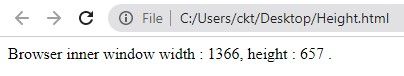 File | C:/Users/ckt/Desktop/Height.html
Browser inner window width : 1366, height : 657 .